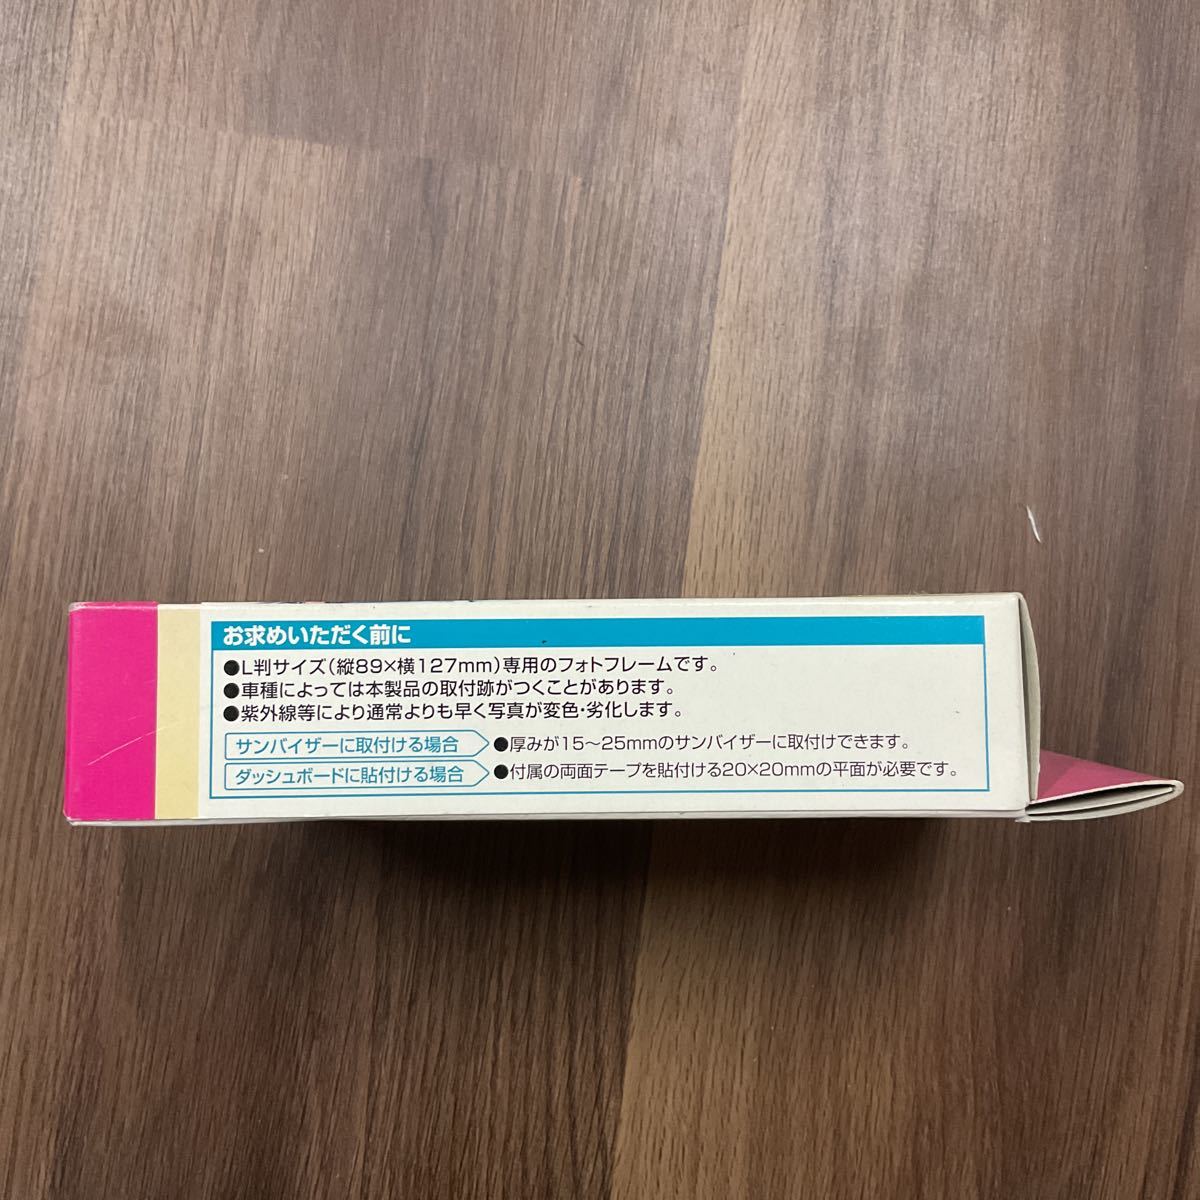 お求めいただく前に
●L判サイズ(縦89×横127mm)専用のフォトフレームです。
●車種によっては本製品の取付跡がつくことがあります。
●紫外線等により通常よりも早く写真が変色・劣化します。
サンバイザーに取付ける場合 ●厚みが15〜25mmのサンバイザーに取付けできます。
ダッシュボードに貼付ける場合 ●付属の両面テープを貼付ける20×20mmの平面が必要です。